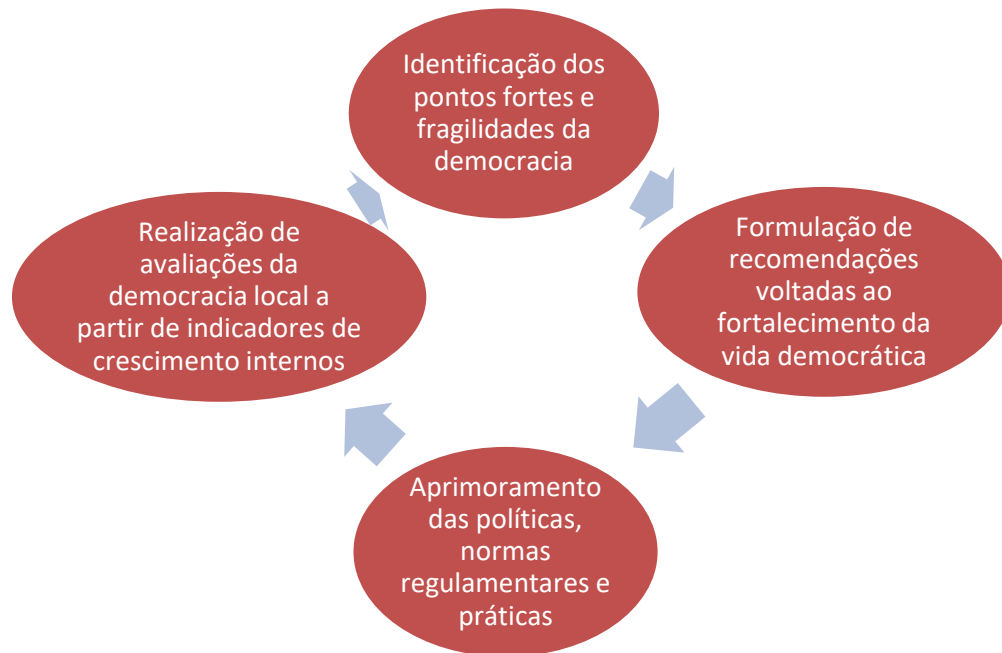 Identificação dos
pontos fortes e
fragilidades da
democracia
Formulação de
recomendações
voltadas ao
fortalecimento da
vida democrática
Aprimoramento
das políticas,
normas
regulamentares e
práticas
Realização de
avaliações da
democracia local a
partir de indicadores de
crescimento internos